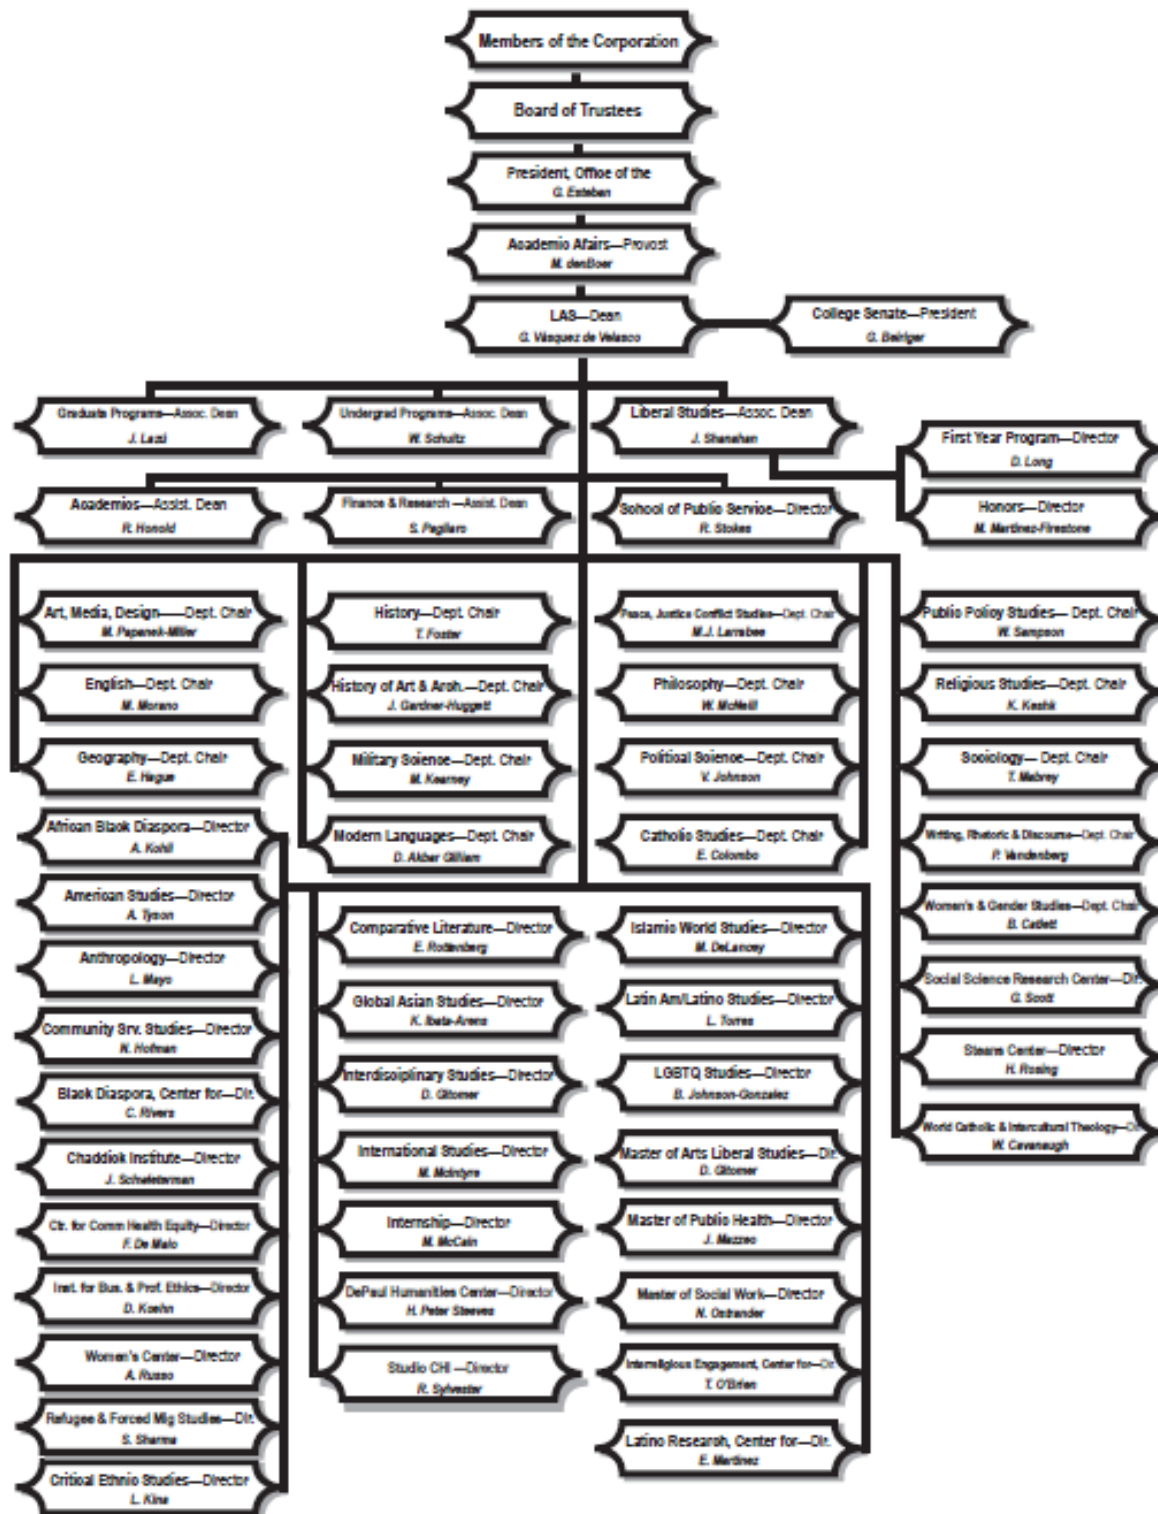 Members of the Corporation
Board of Trustees
President, Office of the
G. Esteban
Academic Afairs—Provost
M. denBoer
LAS—Dean
G. Vásquez de Velasco
College Senate—President
G. Beiriger
Graduate Programs—Assoc. Dean
J.
Undergrad Programs—Assoc. Dean
W. Schultz
Liberal Studies—Assoc. Dean
J. Shanahan
First Year Program—Director
D. Long
Honors—Director
M. Martinez-Firestone
Academics—Assist. Dean
R. Honold
Finance & Research —Assist. Dean
S. Pagliaro
School of Public Service—Director
R. Stokes
Art, Media, Design——Dept. Chair
M. Papanek-Miller
English—Dept. Chair
M. Morano
Geography—Dept. Chair
E. Hague
History—Dept. Chair
T. Foster
History of Art & Arch.—Dept. Chair
J. Gardner-Huggett
Military Science—Dept. Chair
M. Kearney
Modern Languages—Dept. Chair
D. Akbar Gilliam
Peace, Justice Conflict Studies—Dept. Chair
M.J. Larrabee
Philosophy—Dept. Chair
W. McNeill
Political Science—Dept. Chair
V. Johnson
Catholic Studies—Dept. Chair
E. Colombo
Public Policy Studies— Dept. Chair
W. Sampson
Religious Studies—Dept. Chair
K. Keshk
Sociology— Dept. Chair
T. Mabrey
Writing, Rhetoric & Discourse—Dept. Chair
P. Vandenberg
Women's & Gender Studies—Dept. Chair
B. Catlett
Social Science Research Center—Dir.
G. Scott
Steans Center—Director
H. Rosing
World Catholic & Intercultural Theology—Dir.
W. Cavanaugh
African Black Diaspora—Director
A.
American Studies—Director
A. Tyson
Anthropology—Director
L. Mayo
Community Srv. Studies—Director
N. Hofman
Black Diaspora, Center for—Dir.
C. Rivers
Chaddick Institute—Director
J.
Ctr. for Comm Health Equity—Director
F. De Maio
Inst. for Bus. & Prof. Ethics—Director
D. Koehn
Women's Center—Director
A. Russo
Refugee & Forced Mig Studies—Dir.
S. Sharma
Critical Ethnic Studies—Director
L. Kina
Comparative Literature—Director
E. Rottenberg
Global Asian Studies—Director
K. Ibata-Arens
Interdisciplinary Studies—Director
D. Gitomer
International Studies—Director
M. McIntyre
Internship—Director
M. McCain
DePaul Humanities Center—Director
H. Peter Steeves
Studio CHI —Director
R. Sylvester
Islamic World Studies—Director
M. DeLancey
Latin Am/Latino Studies—Director
L. Torres
LGBTQ Studies—Director
B. Johnson-Gonzalez
Master of Arts Liberal Studies—Dir.
D. Gitomer
Master of Public Health—Director
J. Mazzeo
Master of Social Work—Director
N. Ostrander
Interreligious Engagement, Center for—Dir.
T. O'Brien
Latino Research, Center for—Dir.
E. Martinez